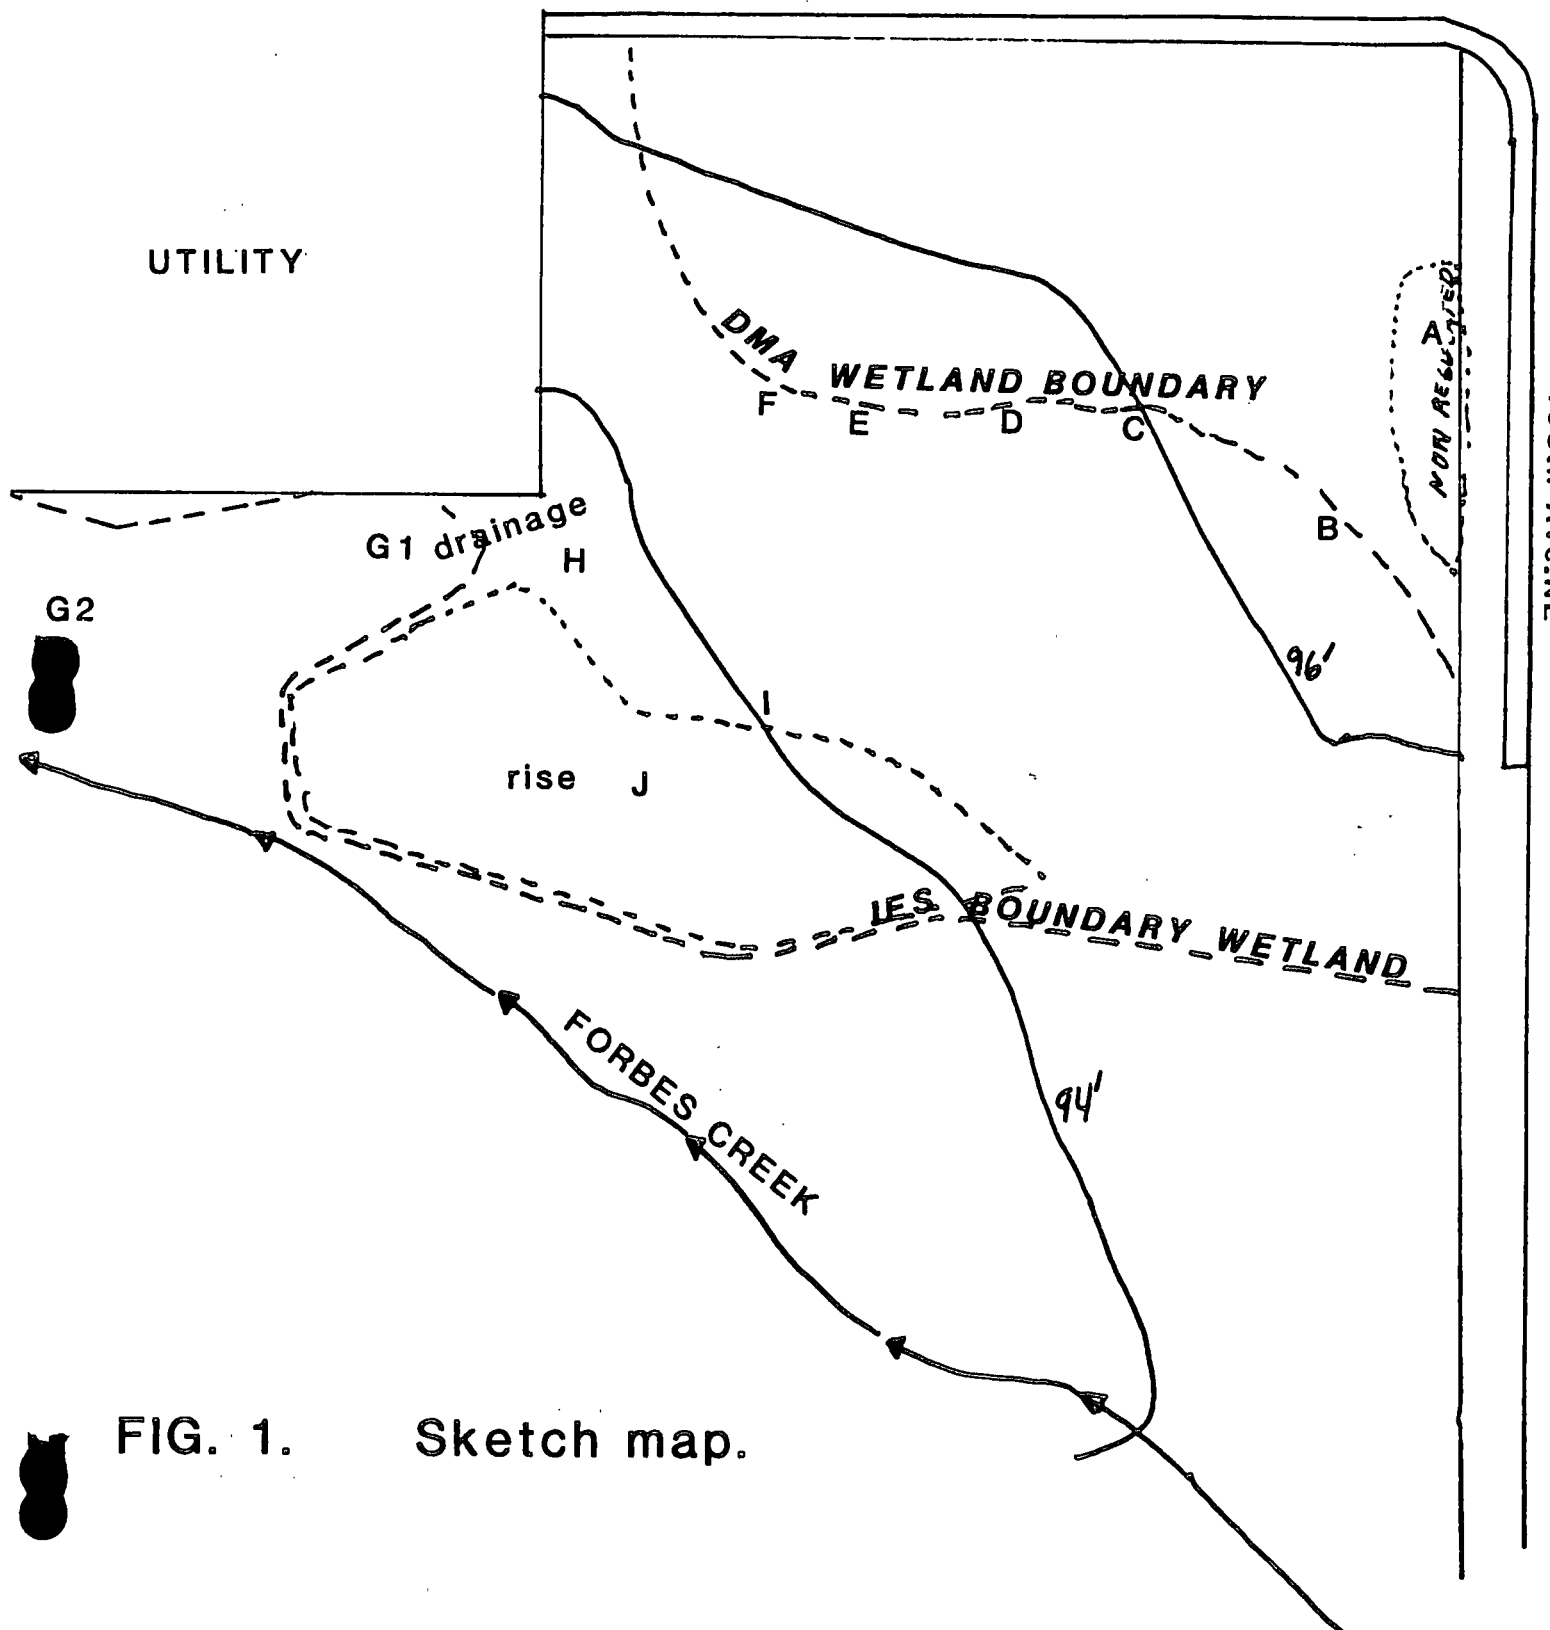 UTILITY
NON REGULATED
A
DMA WETLAND BOUNDARY
F
E
D
C
B
G1 drainage
H
G2
96'
I
rise J
IES BOUNDARY WETLAND
FORBES CREEK
94'
FIG. 1. Sketch map.